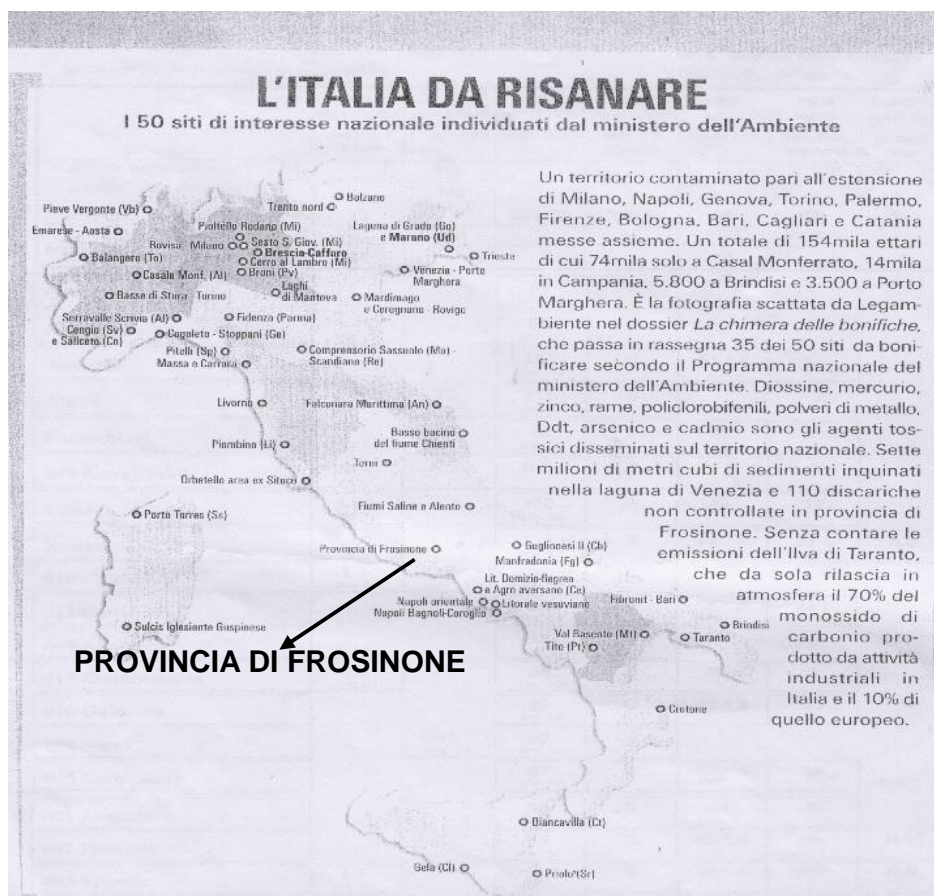 L'ITALIA DA RISANARE
I 50 siti di interesse nazionale individuati dal ministero dell'Ambiente
Un territorio contaminato pari all'estensione
di Milano, Napoli, Genova, Torino, Palermo,
Firenze, Bologna, Bari, Cagliari e Catania
messe assieme. Un totale di 154mila ettari
di cui 74mila solo a Casal Monferrato, 14mila
in Campania, 5.800 a Brindisi e 3.500 a Porto
Marghera. È la fotografia scattata da Legam-
biente nel dossier La chimera delle bonifiche,
che passa in rassegna 35 dei 50 siti da boni-
ficare secondo il Programma nazionale del
ministero dell'Ambiente. Diossine, mercurio,
zinco, rame, policlorobifenili, polveri di metallo,
Ddt, arsenico e cadmio sono gli agenti tos-
sici disseminati sul territorio nazionale. Sette
milioni di metri cubi di sedimenti inquinati
nella laguna di Venezia e 110 discariche
non controllate in provincia di
Frosinone. Senza contare le
emissioni dell'Ilva di Taranto,
che da sola rilascia in
atmosfera il 70% del
monossido di
carbonio pro-
dotto da attività
industriali in
Italia e il 10% di
quello europeo.
Bolzano
Trento nord
Pieve Vergonte (Vb)
Emarese - Aosta
Pioltello Rodano (Mi)
Rovisa - Milano
Sesto S. Giov. (Mi)
Brescia-Caffaro
Cerro al Lambro (Mi)
Broni (Pv)
Laguna di Grado (Go)
e Marano (Ud)
Trieste
Venezia - Porto
Marghera
Balangero (To)
Casale Monf. (Al)
Laghi
di Mantova
Bassa di Stura - Torino
Mardimago
e Ceregnano - Rovigo
Serravalle Scrivia (Al)
Fidenza (Parma)
Cengio (Sv)
e Saliceto (Cn)
Cogoleto - Stoppani (Ge)
Pitelli (Sp)
Massa e Carrara
Comprensorio Sassuolo (Mo) -
Scandiano (Re)
Livorno
Falconara Marittima (An)
Piombino (Li)
Basso bacino
del fiume Chienti
Terni
Orbetello area ex Sitoco
Fiumi Saline e Alento
Porto Torres (Ss)
Provincia di Frosinone
Guglionesi II (Cb)
Manfredonia (Fg)
Lit. Domizio-flegreo
e Agro aversano (Ce)
Napoli orientale
Litorale vesuviano
Napoli Bagnoli-Coroglio
Fibronit - Bari
Brindisi
Val Basento (Mt)
Taranto
Tito (Pt)
Sulcis Iglesiente Guspinese
PROVINCIA DI FROSINONE
Crotone
Biancavilla (Ct)
Gela (Cl)
Priolo (Sr)